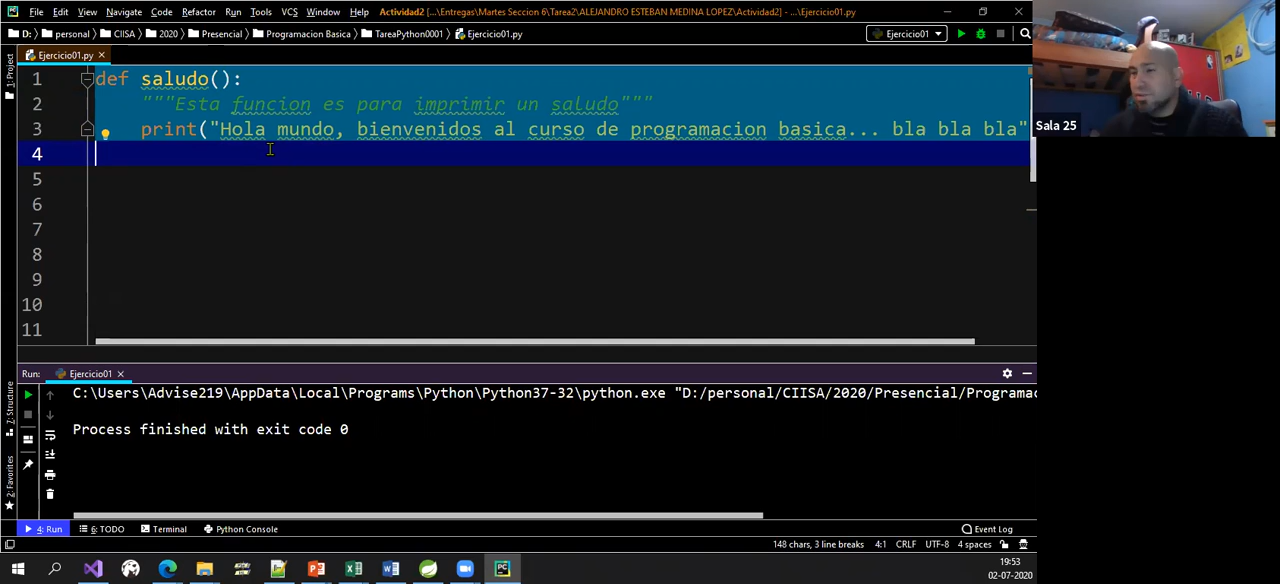 File Edit View Navigate Code Refactor Run Tools VCS Window Help Actividad2 [...\Entregas\Martes Seccion 6\Tarea2\ALEJANDRO ESTEBAN MEDINA LOPEZ\Actividad2] - ...\Ejercicio01.py
D: personal CIISA 2020 Presencial Programacion Basica TareaPython0001 Ejercicio01.py Ejercicio01
Ejercicio01.py
1: Project
1 def saludo():
2 """Esta funcion es para imprimir un saludo"""
3 print("Hola mundo, bienvenidos al curso de programacion basica... bla bla bla"
4
5
6
7
8
9
10
11
Sala 25
Run: Ejercicio01
C:\Users\Advise219\AppData\Local\Programs\Python\Python37-32\python.exe "D:/personal/CIISA/2020/Presencial/Programac
Process finished with exit code 0
7: Structure
2: Favorites
4: Run 6: TODO Terminal Python Console Event Log
148 chars, 3 line breaks 4:1 CRLF UTF-8 4 spaces
19:53
02-07-2020